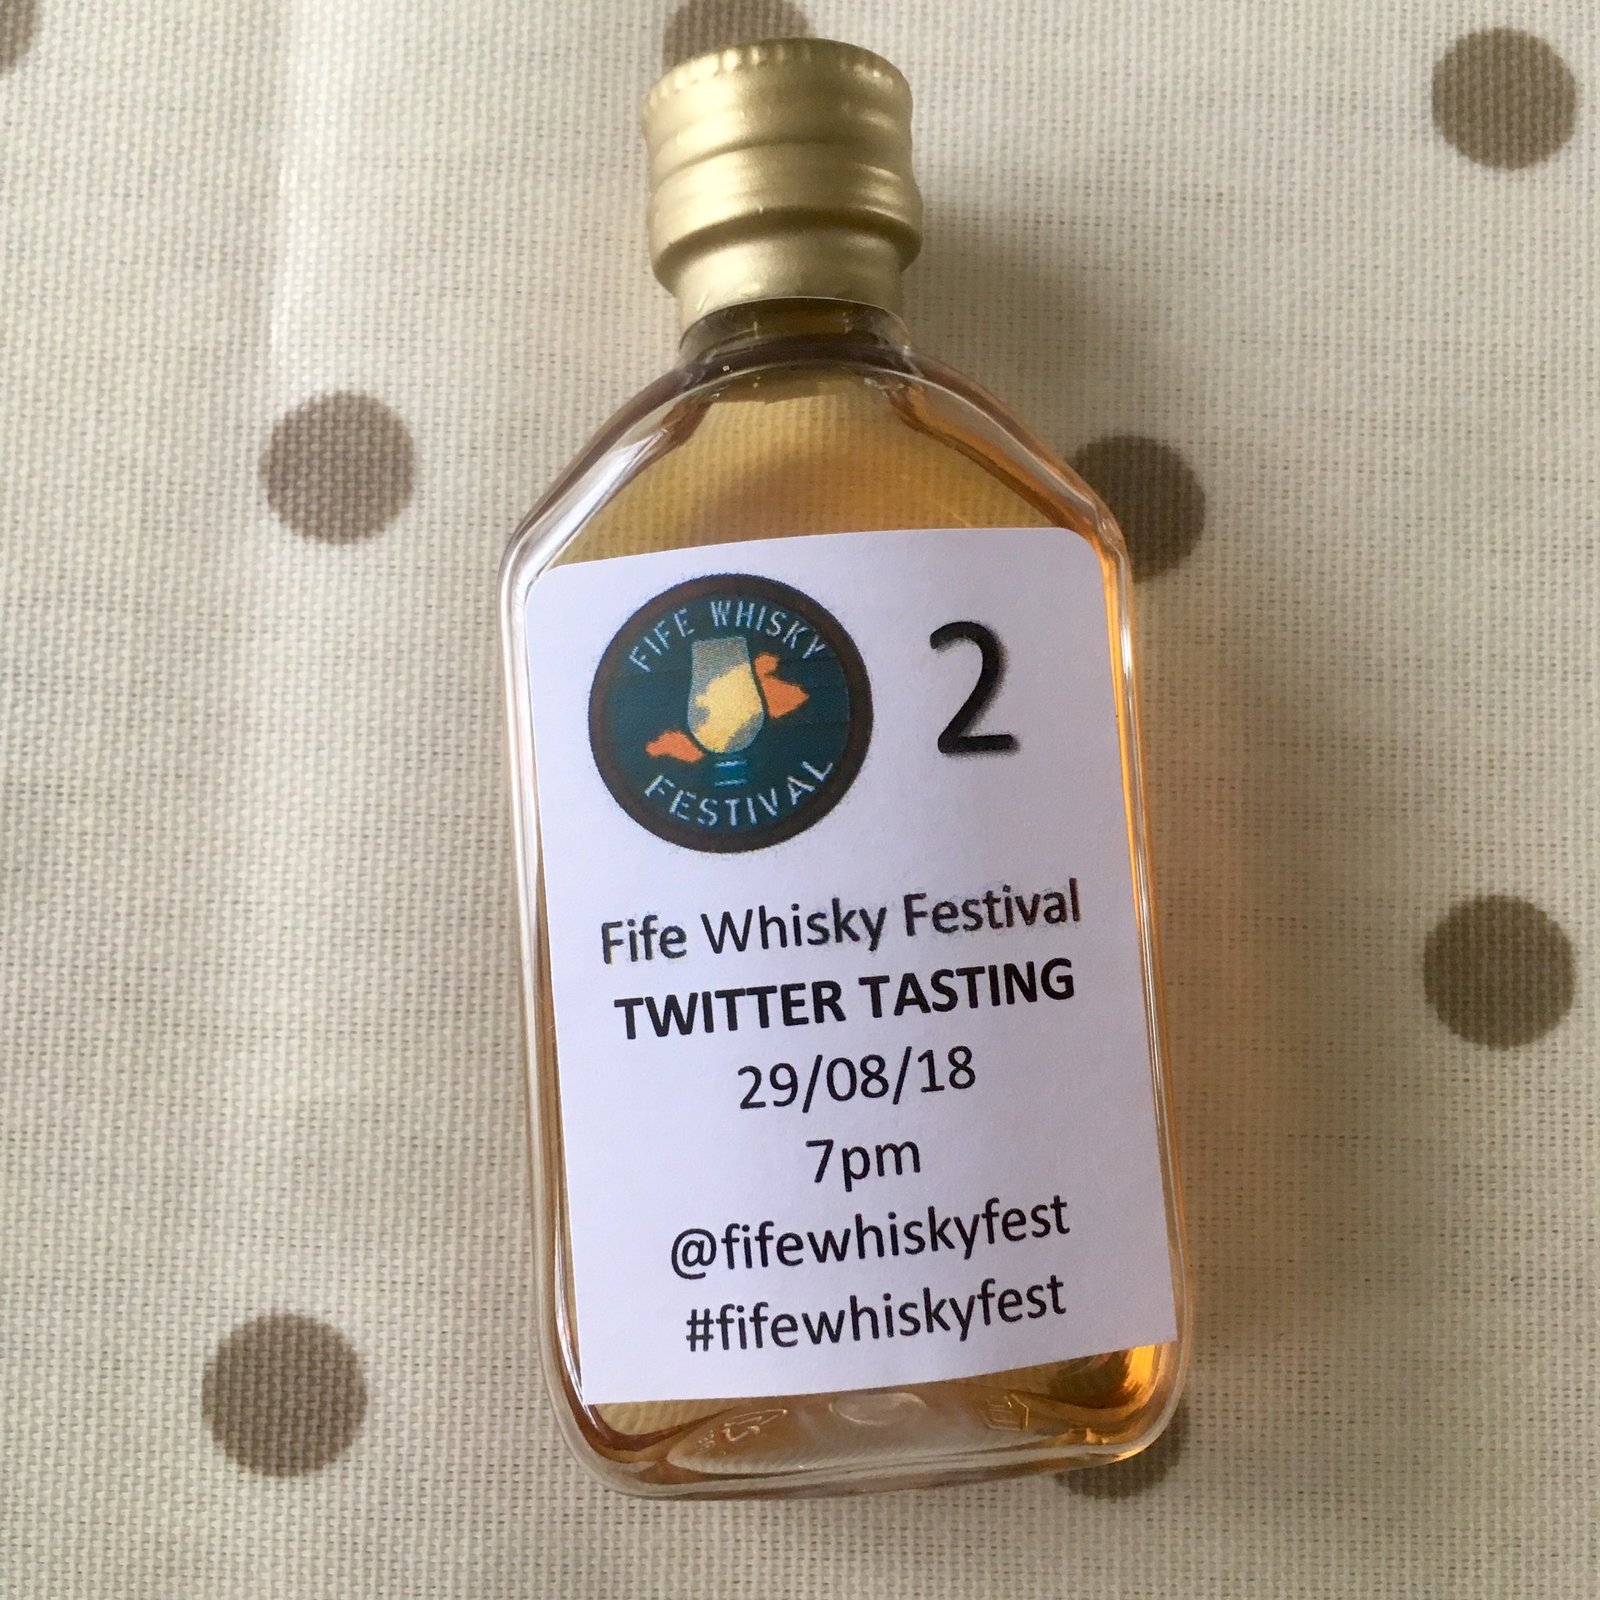 FIFE WHISKY
FESTIVAL
2
Fife Whisky Festival
TWITTER TASTING
29/08/18
7pm
@fifewhiskyfest
#fifewhiskyfest